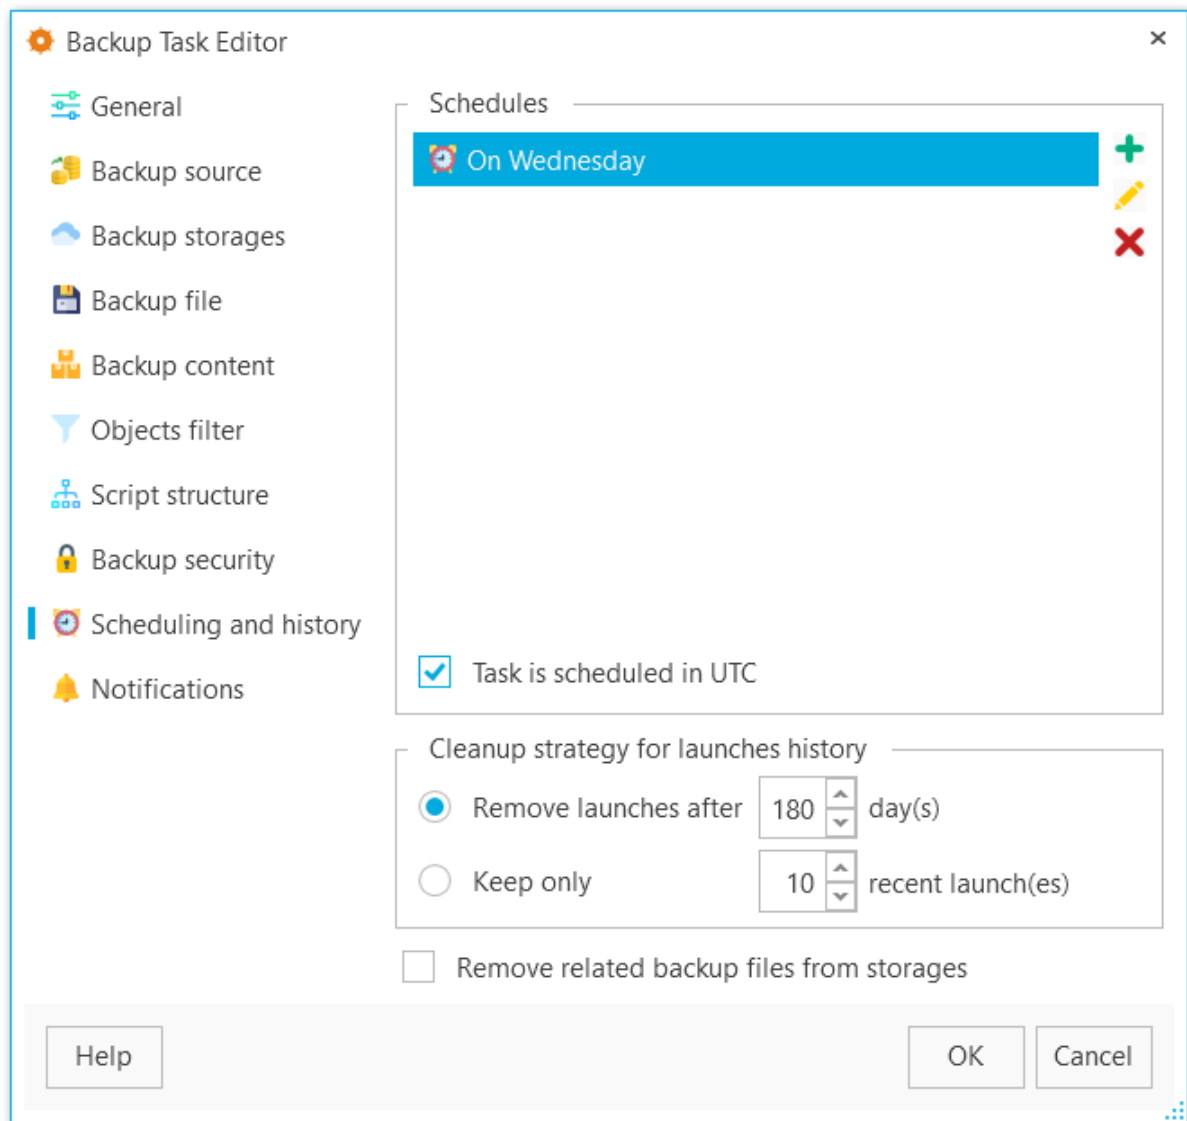 Backup Task Editor
General
Backup source
Backup storages
Backup file
Backup content
Objects filter
Script structure
Backup security
Scheduling and history
Notifications
Schedules
On Wednesday
Task is scheduled in UTC
Cleanup strategy for launches history
Remove launches after 180 day(s)
Keep only 10 recent launch(es)
Remove related backup files from storages
Help OK Cancel